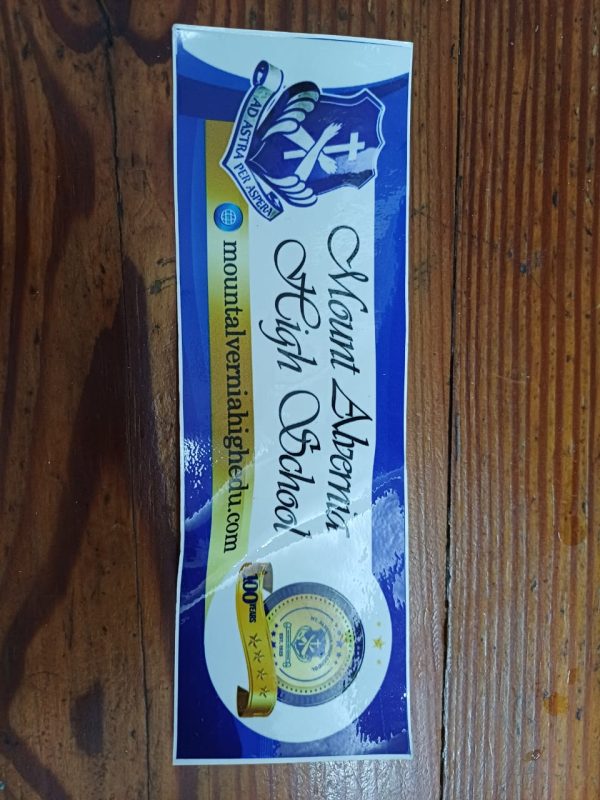 AD ASTRA PER ASPERA
Mount Alvernia
High School
mountalverniahighedu.com
100 YEARS